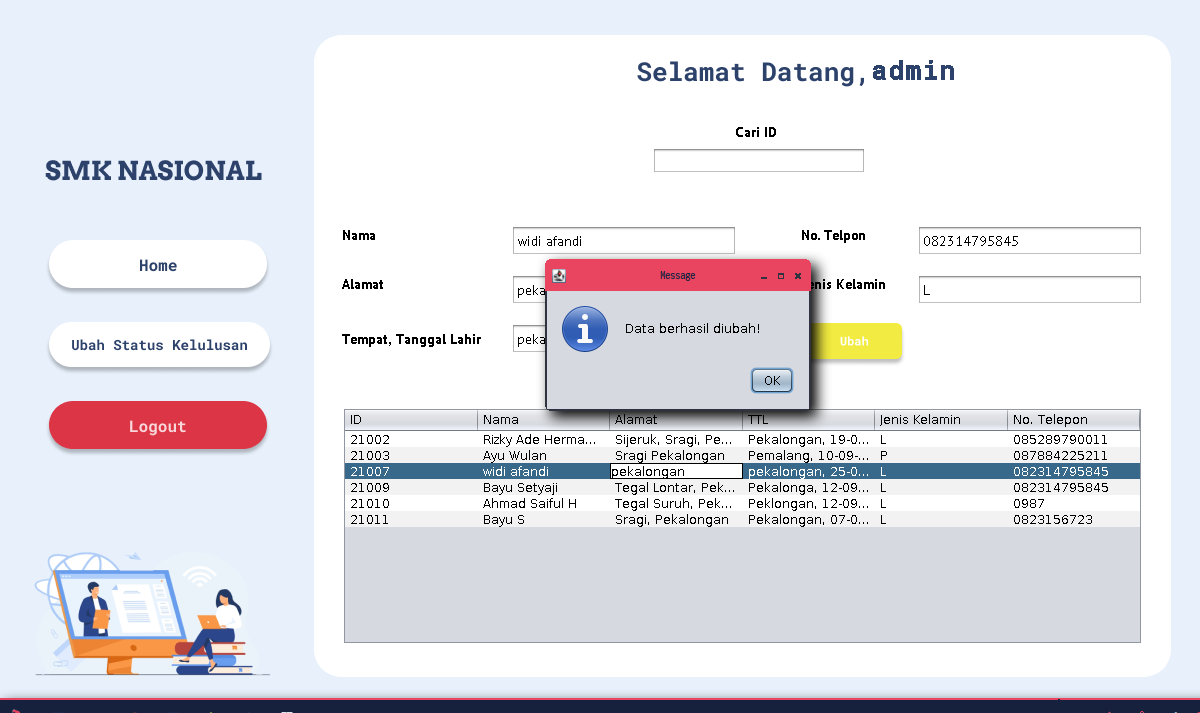 Selamat Datang, admin
Cari ID
SMK NASIONAL
Home
Ubah Status Kelulusan
Logout
Nama widi afandi No. Telpon 082314795845
Alamat peka enis Kelamin L
Tempat, Tanggal Lahir peka Ubah
Message
Data berhasil diubah!
OK
ID Nama Alamat TTL Jenis Kelamin No. Telepon
21002 Rizky Ade Herma... Sijeruk, Sragi, Pe... Pekalongan, 19-0... L 085289790011
21003 Ayu Wulan Sragi Pekalongan Pemalang, 10-09-... P 087884225211
21007 widi afandi pekalongan pekalongan, 25-0... L 082314795845
21009 Bayu Setyaji Tegal Lontar, Pek... Pekalonga, 12-09... L 082314795845
21010 Ahmad Saiful H Tegal Suruh, Pek... Peklongan, 12-09... L 0987
21011 Bayu S Sragi, Pekalongan Pekalongan, 07-0... L 0823156723